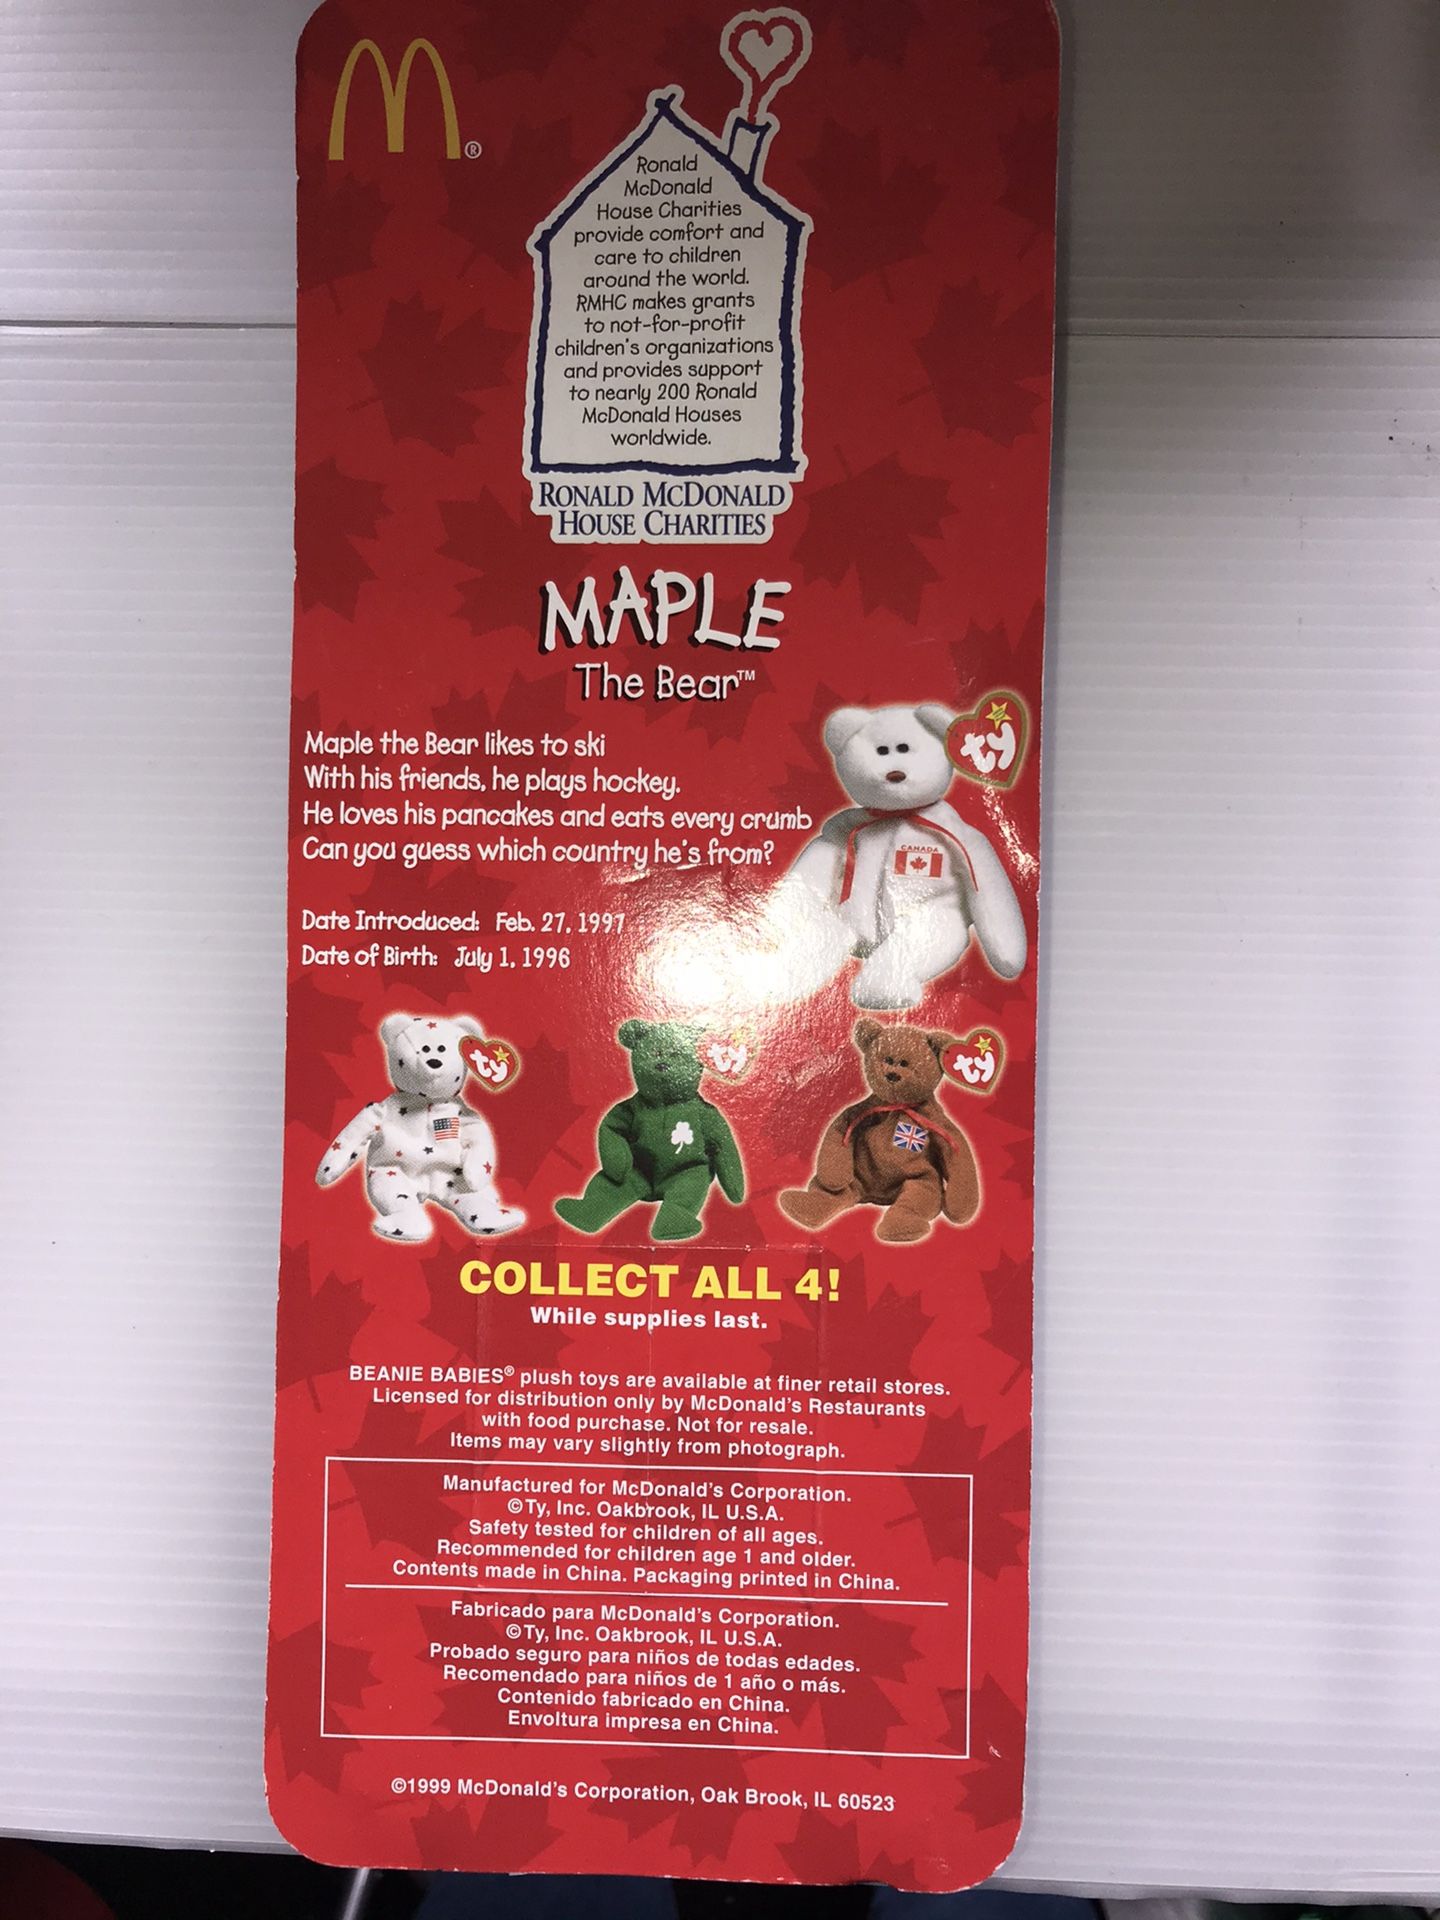 M®
Ronald
McDonald
House Charities
provide comfort and
care to children
around the world.
RMHC makes grants
to not-for-profit
children's organizations
and provides support
to nearly 200 Ronald
McDonald Houses
worldwide.
RONALD MCDONALD
HOUSE CHARITIES
MAPLE
The Bear™
Maple the Bear likes to ski
With his friends, he plays hockey.
He loves his pancakes and eats every crumb
Can you guess which country he's from?
ty
CANADA
Date Introduced: Feb. 27, 1997
Date of Birth: July 1, 1996
ty
ty
ty
COLLECT ALL 4!
While supplies last.
BEANIE BABIES® plush toys are available at finer retail stores.
Licensed for distribution only by McDonald's Restaurants
with food purchase. Not for resale.
Items may vary slightly from photograph.
Manufactured for McDonald's Corporation.
©Ty, Inc. Oakbrook, IL U.S.A.
Safety tested for children of all ages.
Recommended for children age 1 and older.
Contents made in China. Packaging printed in China.
Fabricado para McDonald's Corporation.
©Ty, Inc. Oakbrook, IL U.S.A.
Probado seguro para niños de todas edades.
Recomendado para niños de 1 año o más.
Contenido fabricado en China.
Envoltura impresa en China.
©1999 McDonald's Corporation, Oak Brook, IL 60523